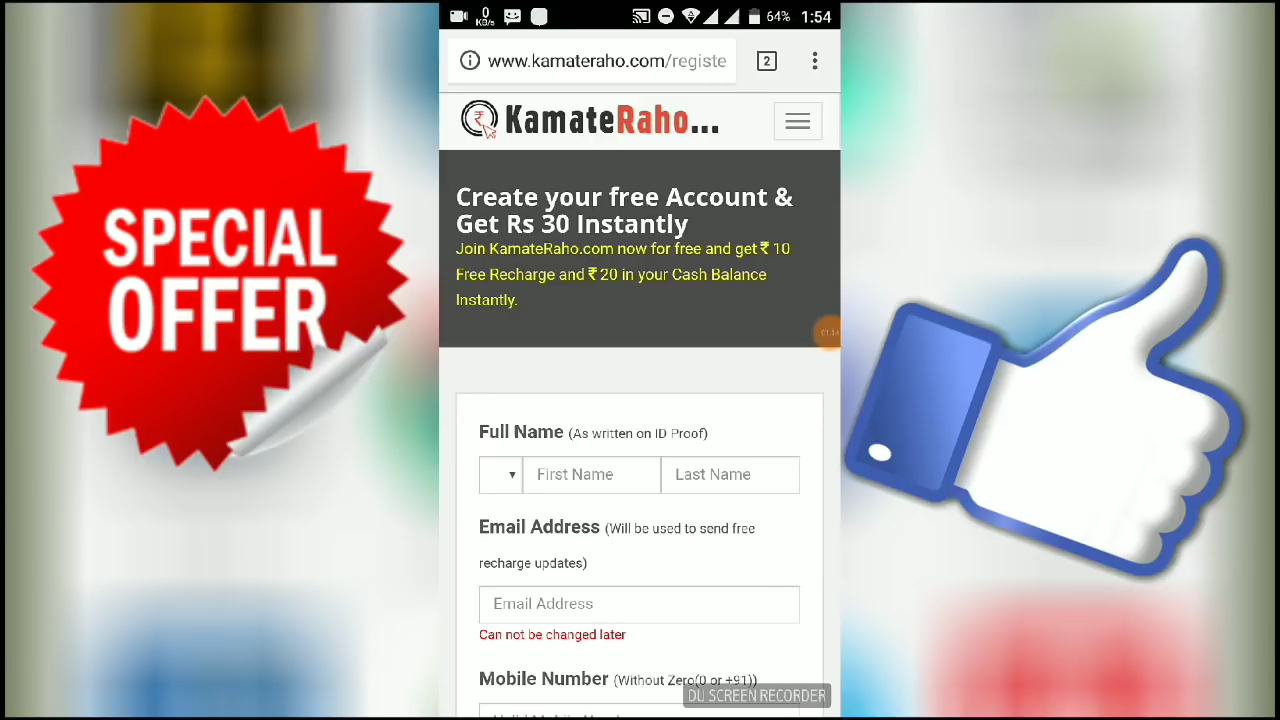 0
KB/s
64% 1:54
www.kamateraho.com/registe
2
KamateRaho...
Create your free Account &
Get Rs 30 Instantly
Join KamateRaho.com now for free and get ₹ 10
Free Recharge and ₹ 20 in your Cash Balance
Instantly.
SPECIAL
OFFER
Full Name (As written on ID Proof)
First Name
Last Name
Email Address (Will be used to send free
recharge updates)
Email Address
Can not be changed later
Mobile Number (Without Zero(0 or +91))
DU SCREEN RECORDER